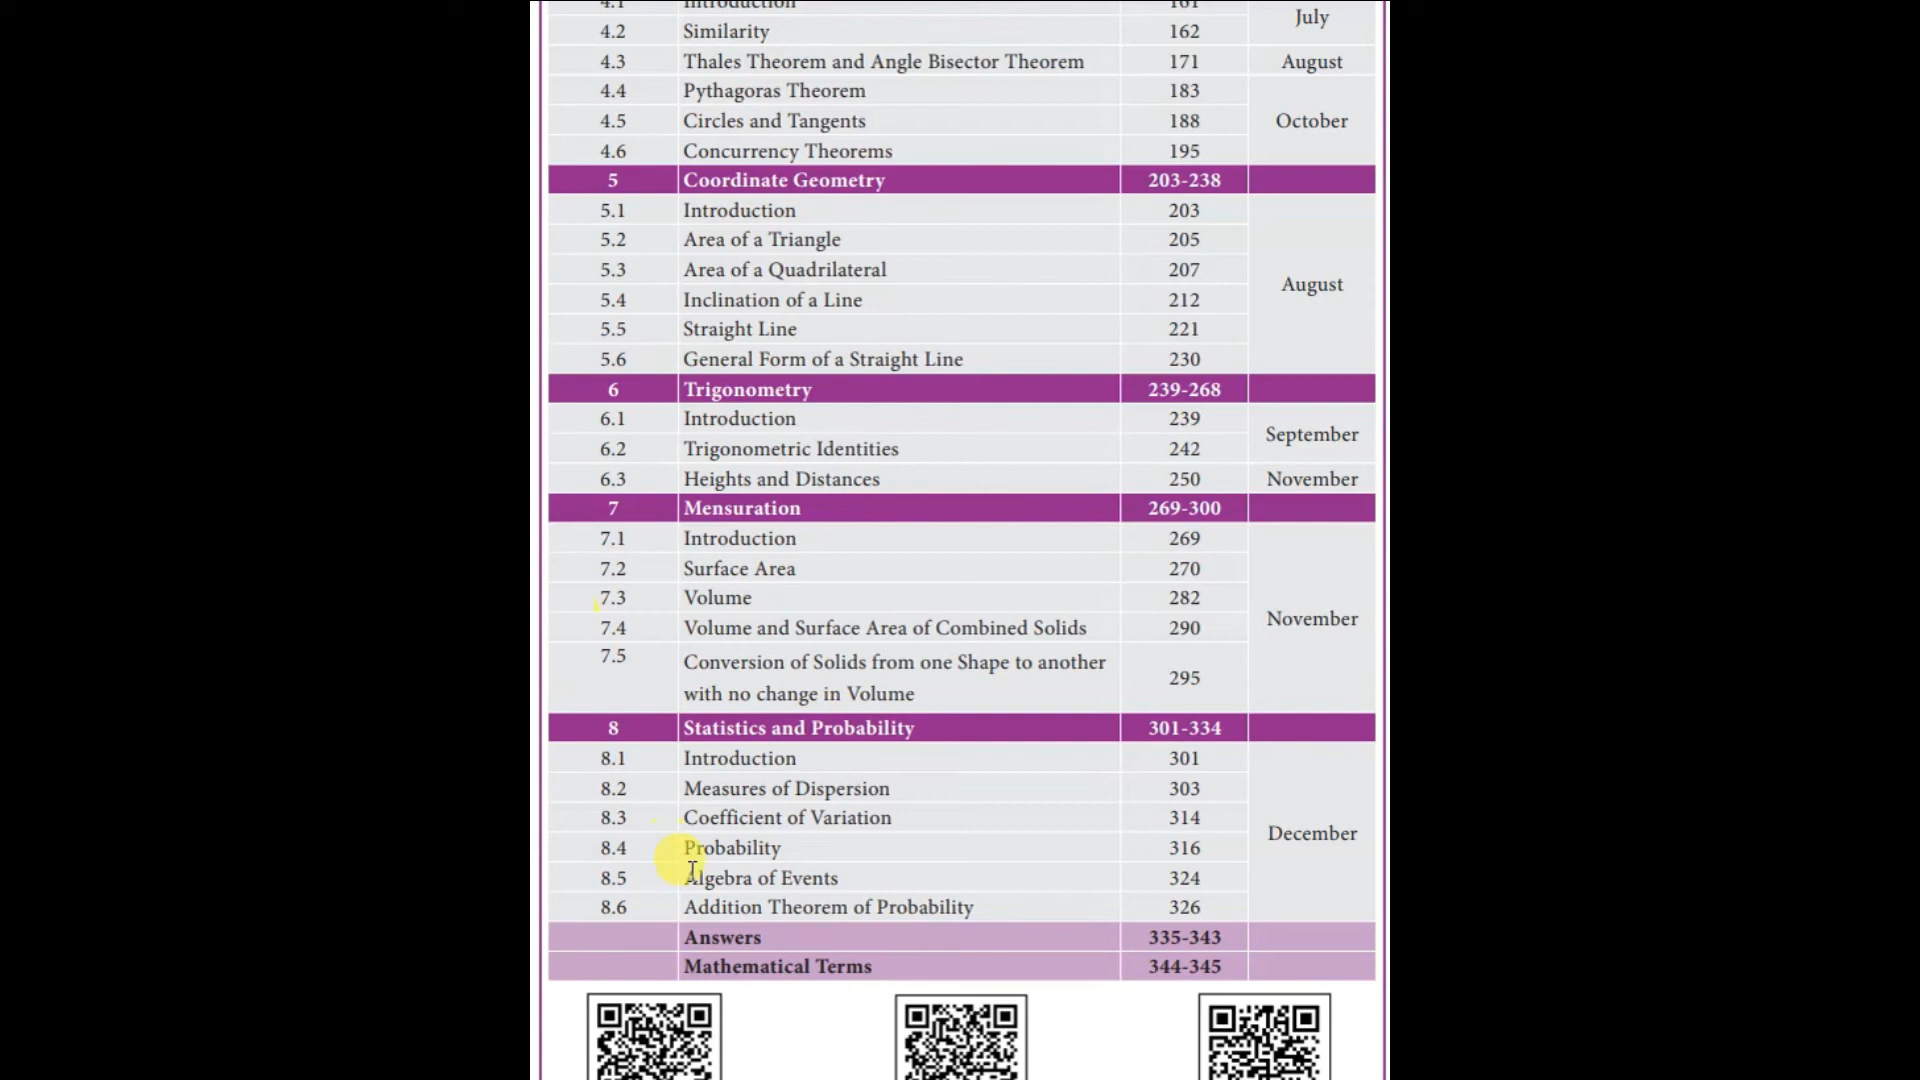 4.1 Introduction 161
July
4.2 Similarity 162
4.3 Thales Theorem and Angle Bisector Theorem 171 August
4.4 Pythagoras Theorem 183
4.5 Circles and Tangents 188 October
4.6 Concurrency Theorems 195
5 Coordinate Geometry 203-238
5.1 Introduction 203
5.2 Area of a Triangle 205
5.3 Area of a Quadrilateral 207
August
5.4 Inclination of a Line 212
5.5 Straight Line 221
5.6 General Form of a Straight Line 230
6 Trigonometry 239-268
6.1 Introduction 239
September
6.2 Trigonometric Identities 242
6.3 Heights and Distances 250 November
7 Mensuration 269-300
7.1 Introduction 269
7.2 Surface Area 270
7.3 Volume 282
November
7.4 Volume and Surface Area of Combined Solids 290
7.5 Conversion of Solids from one Shape to another
with no change in Volume 295
8 Statistics and Probability 301-334
8.1 Introduction 301
8.2 Measures of Dispersion 303
8.3 Coefficient of Variation 314
December
8.4 Probability 316
8.5 Algebra of Events 324
8.6 Addition Theorem of Probability 326
Answers 335-343
Mathematical Terms 344-345